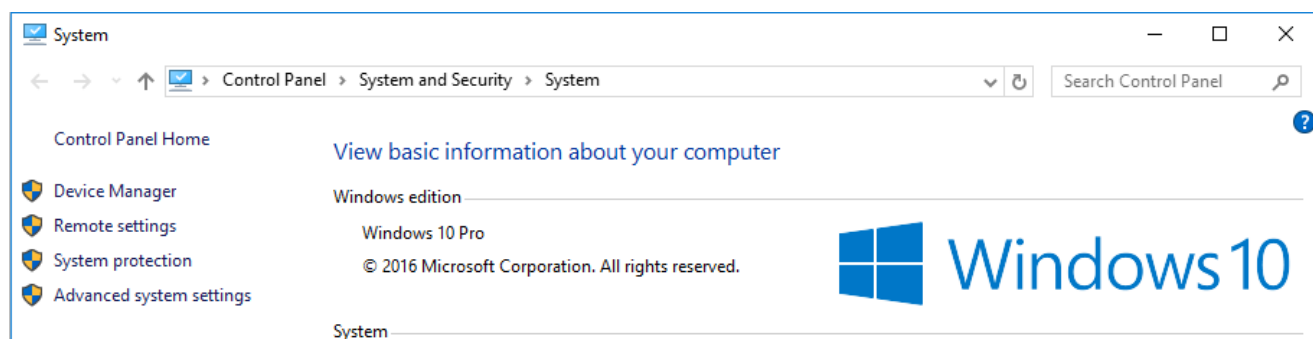 System
Control Panel > System and Security > System
Search Control Panel
Control Panel Home
Device Manager
Remote settings
System protection
Advanced system settings
?
View basic information about your computer
Windows edition
Windows 10 Pro
© 2016 Microsoft Corporation. All rights reserved.
Windows 10
System